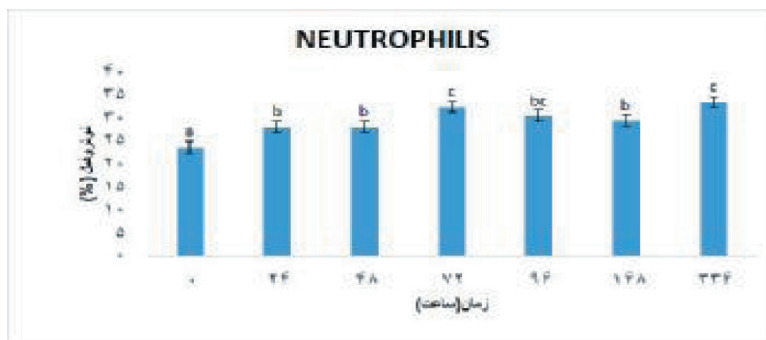 NEUTROPHILIS
۴۰
۳۵
۳۰
۲۵
۲۰
۱۵
۱۰
۵
۰
نوتروفیل (%)
a
b
b
c
bc
b
c
۰ ۲۴ ۴۸ ۷۲ ۹۶ ۱۶۸ ۳۳۶
زمان(ساعت)